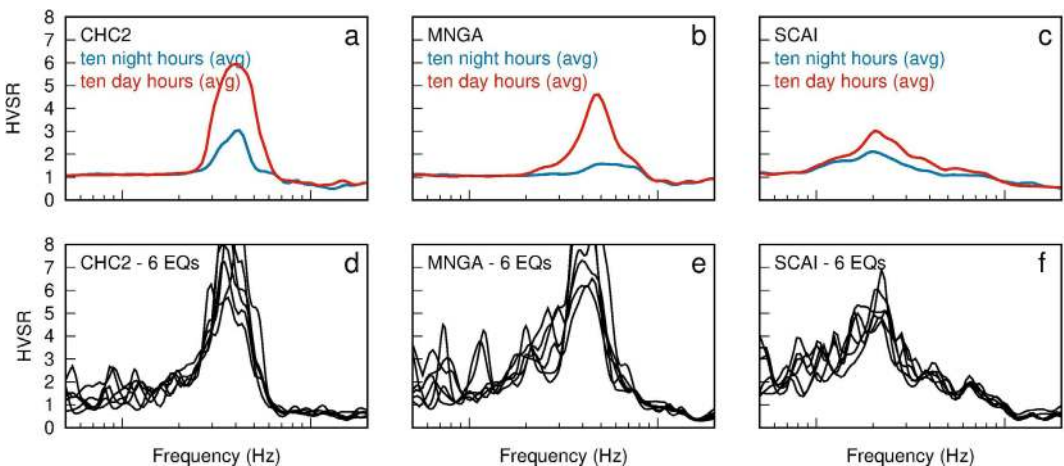 CHC2
a
ten night hours (avg)
ten day hours (avg)
MNGA
b
ten night hours (avg)
ten day hours (avg)
SCAI
c
ten night hours (avg)
ten day hours (avg)
HVSR
8
7
6
5
4
3
2
1
0
CHC2 - 6 EQs
d
MNGA - 6 EQs
e
SCAI - 6 EQs
f
HVSR
8
7
6
5
4
3
2
1
0
Frequency (Hz)
Frequency (Hz)
Frequency (Hz)